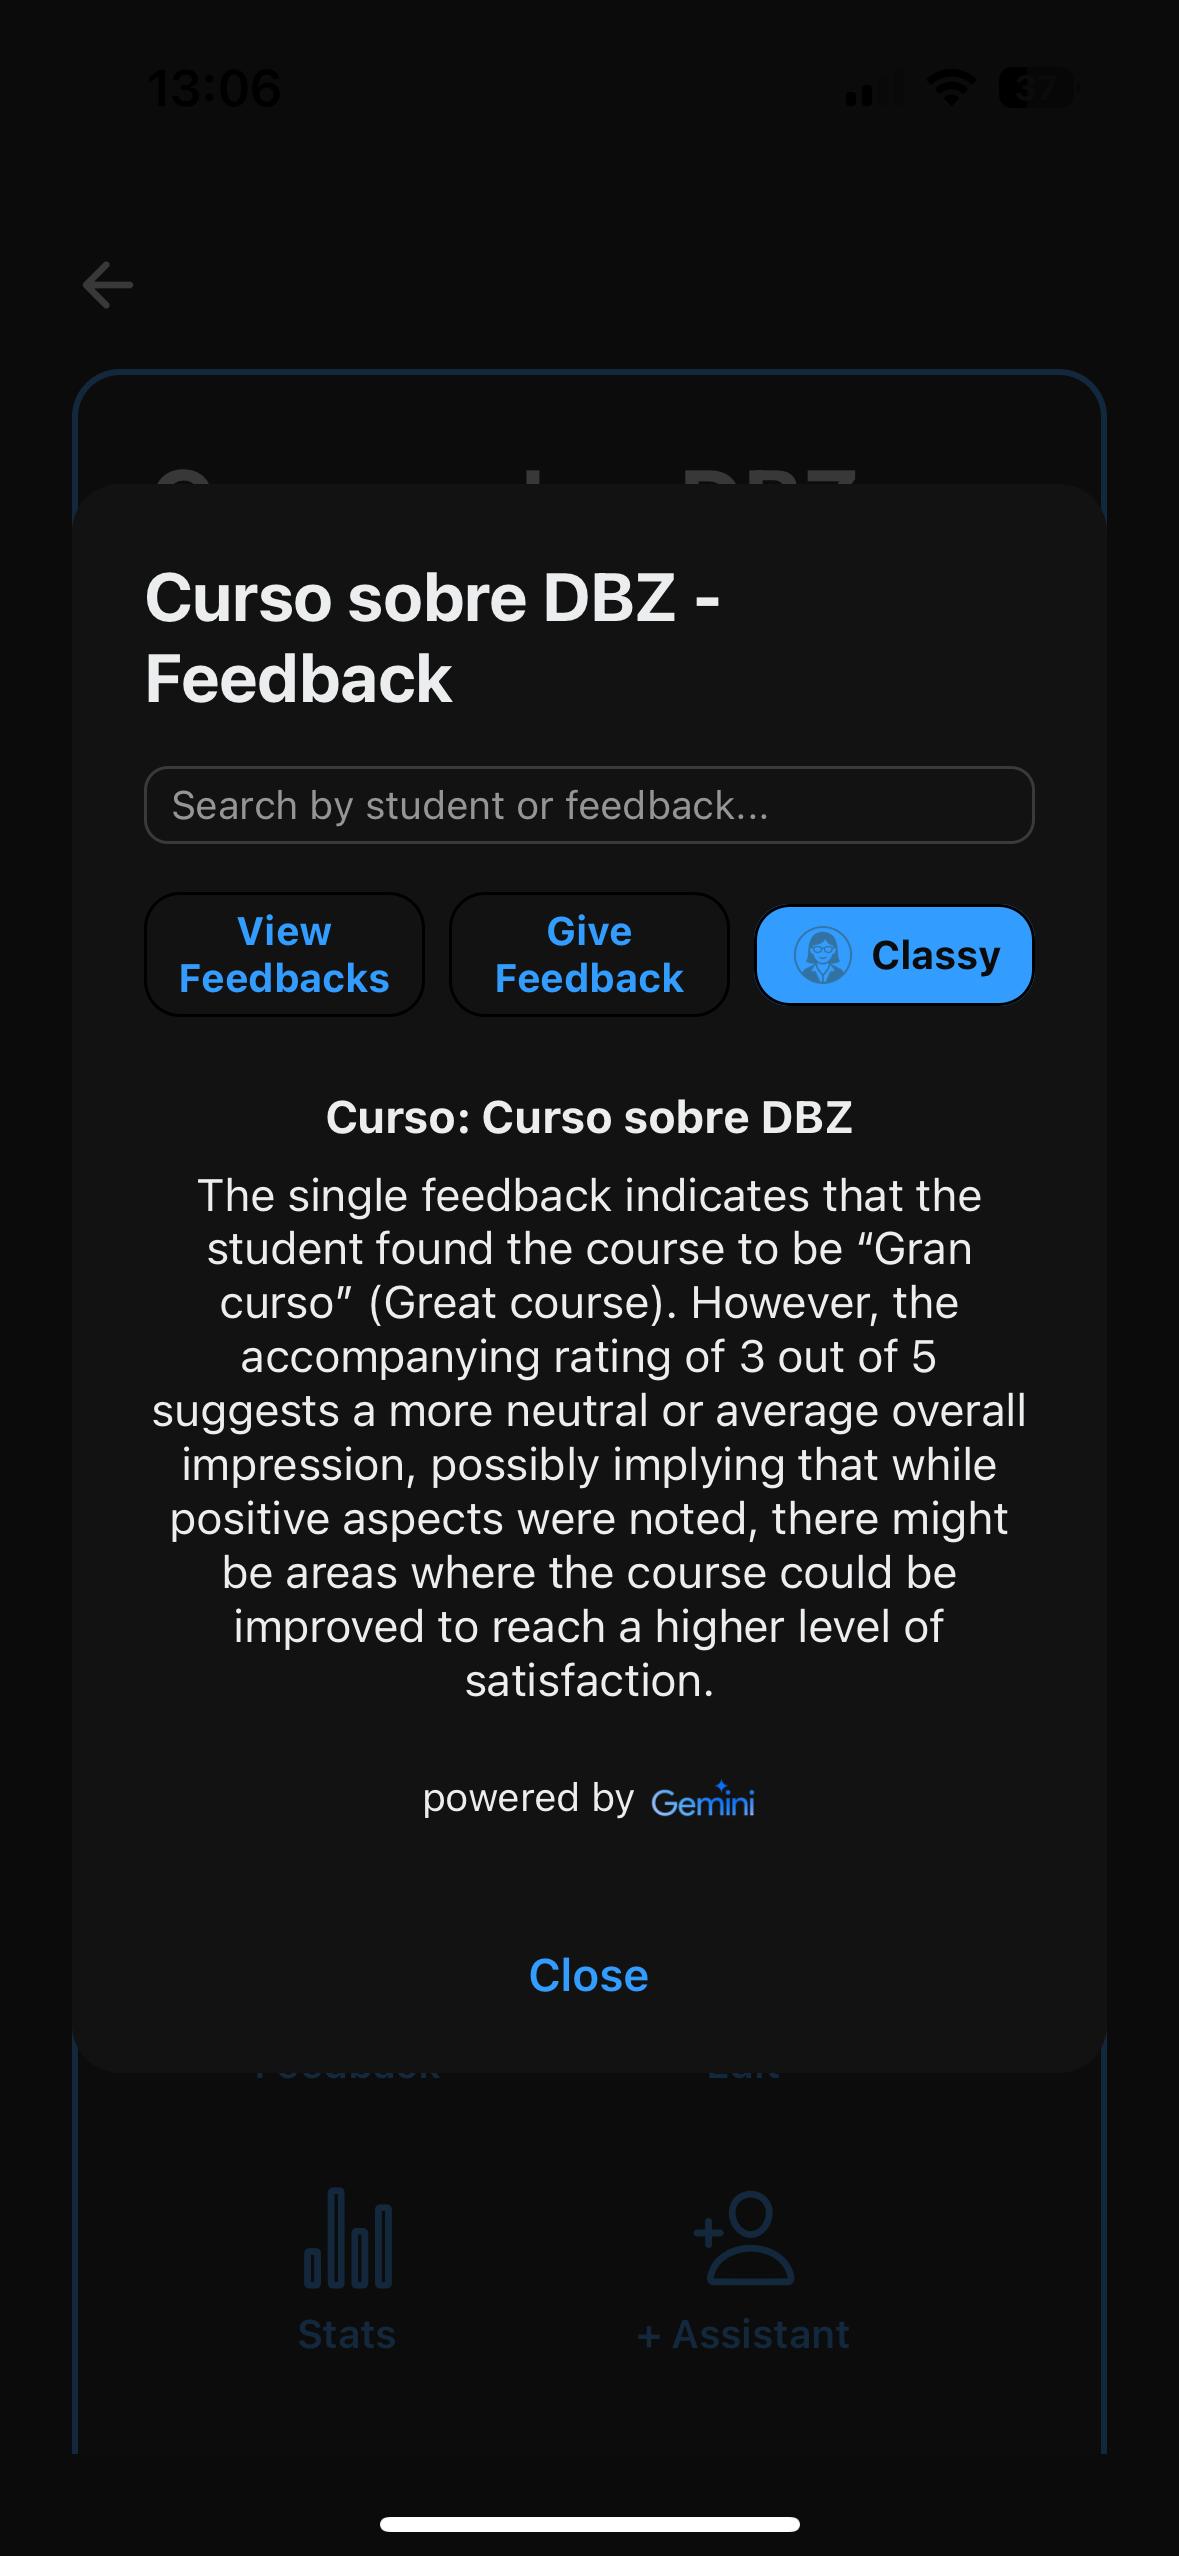 13:06
37
Curso sobre DBZ -
Feedback
Search by student or feedback...
View
Feedbacks
Give
Feedback
Classy
Curso: Curso sobre DBZ
The single feedback indicates that the
student found the course to be “Gran
curso” (Great course). However, the
accompanying rating of 3 out of 5
suggests a more neutral or average overall
impression, possibly implying that while
positive aspects were noted, there might
be areas where the course could be
improved to reach a higher level of
satisfaction.
powered by Gemini
Close
Feedback
Edit
Stats
+ Assistant